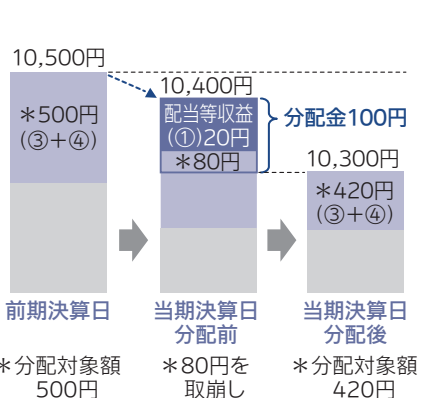 10,500円
10,400円
＊500円
(③＋④)
配当等収益
(①)20円
＊80円
分配金100円
10,300円
＊420円
(③＋④)
前期決算日
当期決算日
分配前
当期決算日
分配後
＊分配対象額
500円
＊80円を
取崩し
＊分配対象額
420円